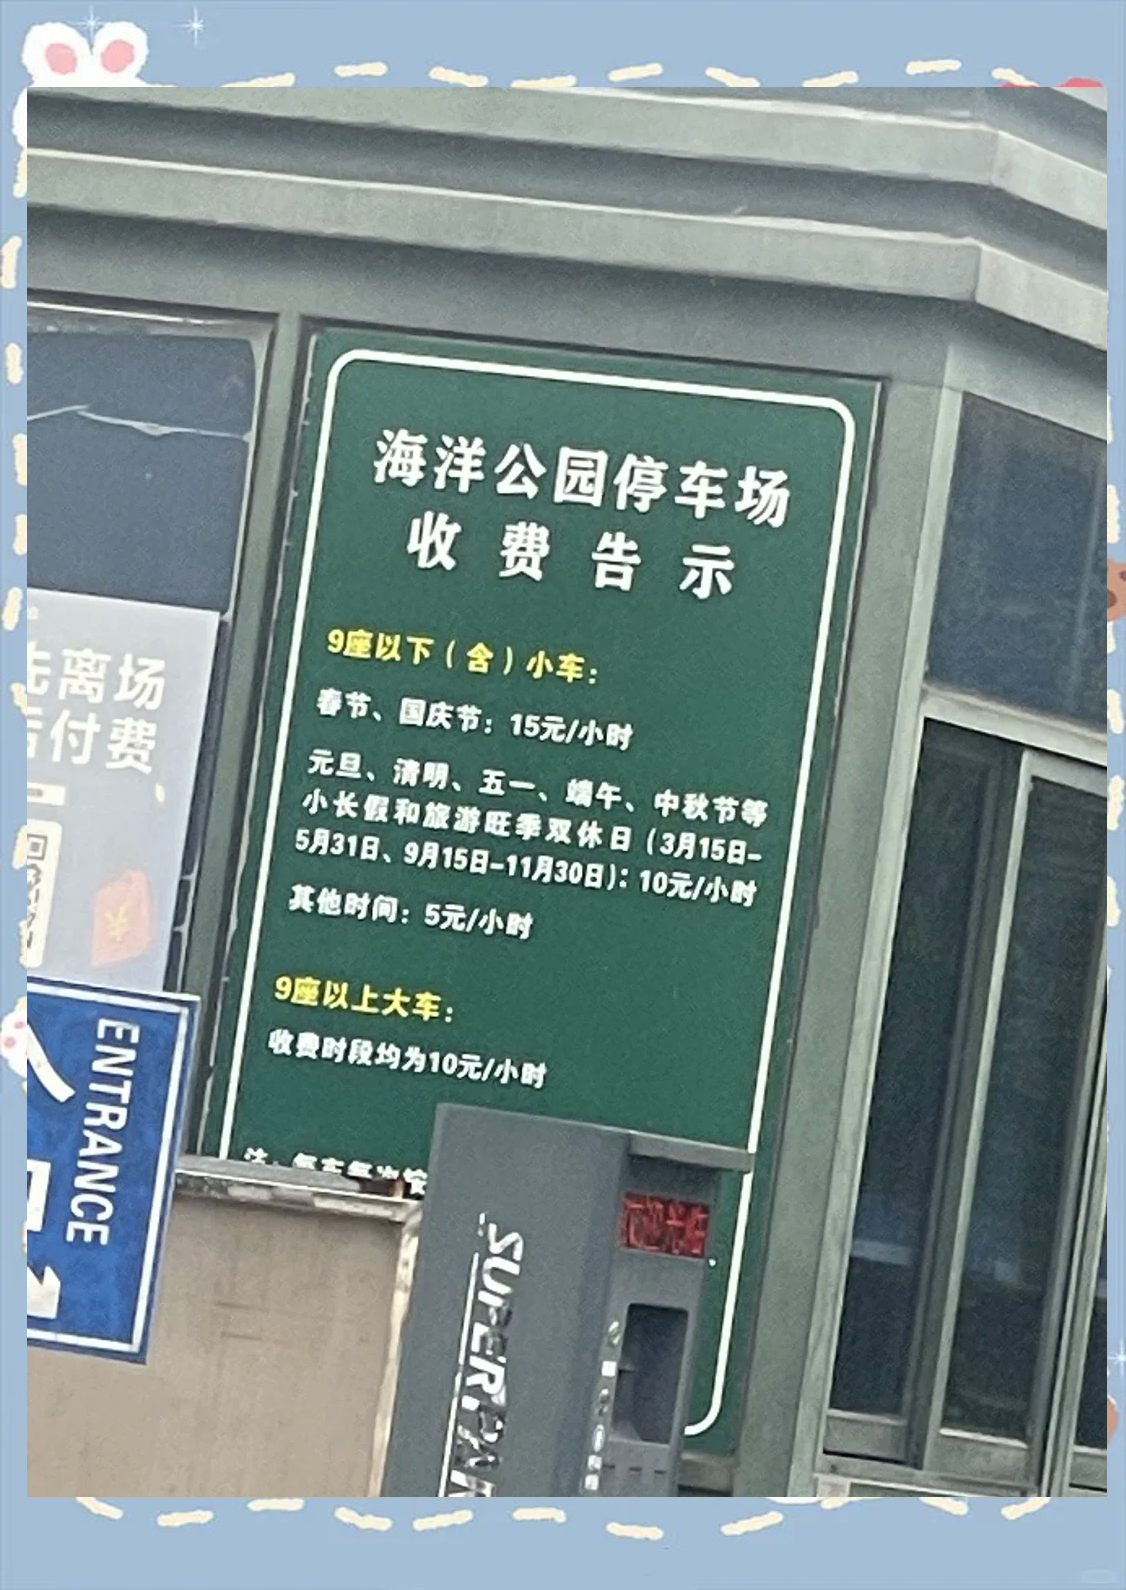 海洋公园停车场
收费告示
9座以下（含）小车：
春节、国庆节：15元/小时
元旦、清明、五一、端午、中秋节等
小长假和旅游旺季双休日（3月15日-
5月31日、9月15日-11月30日）：10元/小时
其他时间：5元/小时
9座以上大车：
收费时段均为10元/小时
离场
付费
ENTRANCE